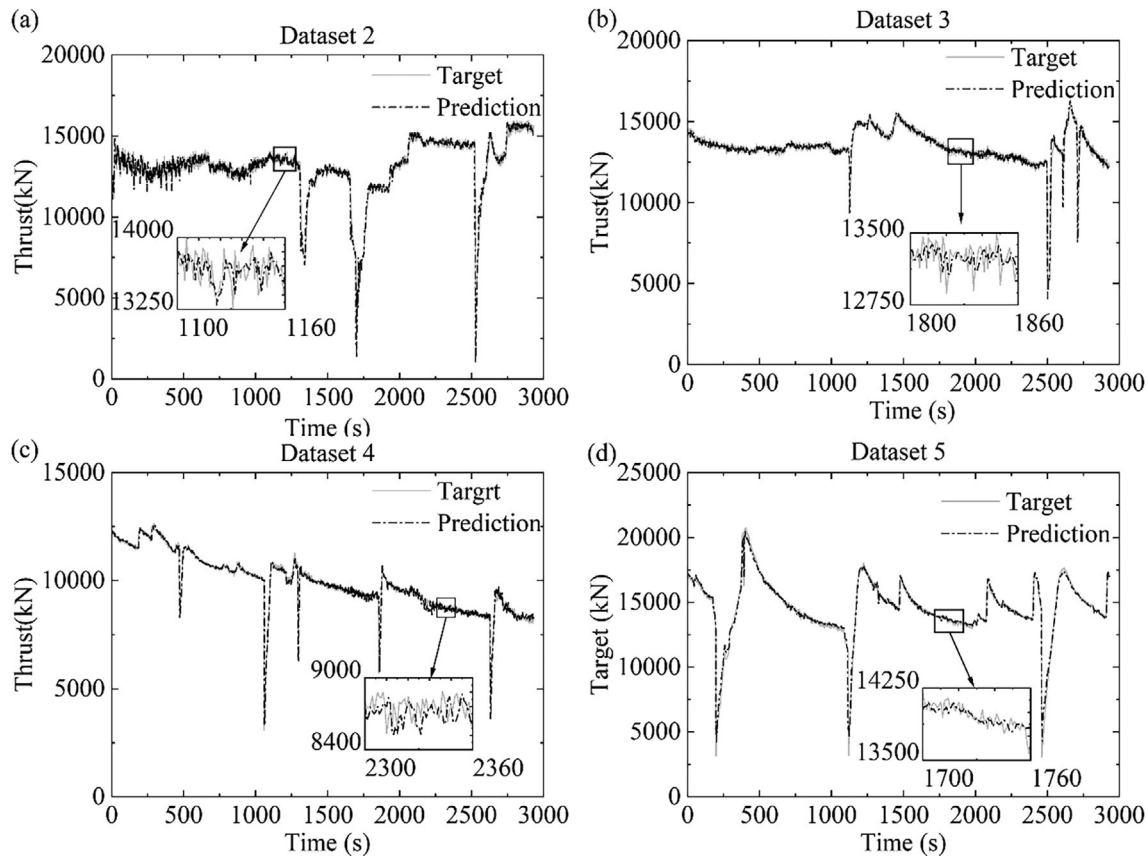 (a)
Dataset 2
20000
15000
10000
5000
0
Thrust(kN)
Target
Prediction
14000
13250
1100 1160
0 500 1000 1500 2000 2500 3000
Time (s)
(b)
Dataset 3
20000
15000
10000
5000
0
Trust(kN)
Target
Prediction
13500
12750
1800 1860
0 500 1000 1500 2000 2500 3000
Time (s)
(c)
Dataset 4
15000
10000
5000
0
Thrust(kN)
Targrt
Prediction
9000
8400
2300 2360
0 500 1000 1500 2000 2500 3000
Time (s)
(d)
Dataset 5
25000
20000
15000
10000
5000
0
Target (kN)
Target
Prediction
14250
13500
1700 1760
0 500 1000 1500 2000 2500 3000
Time (s)